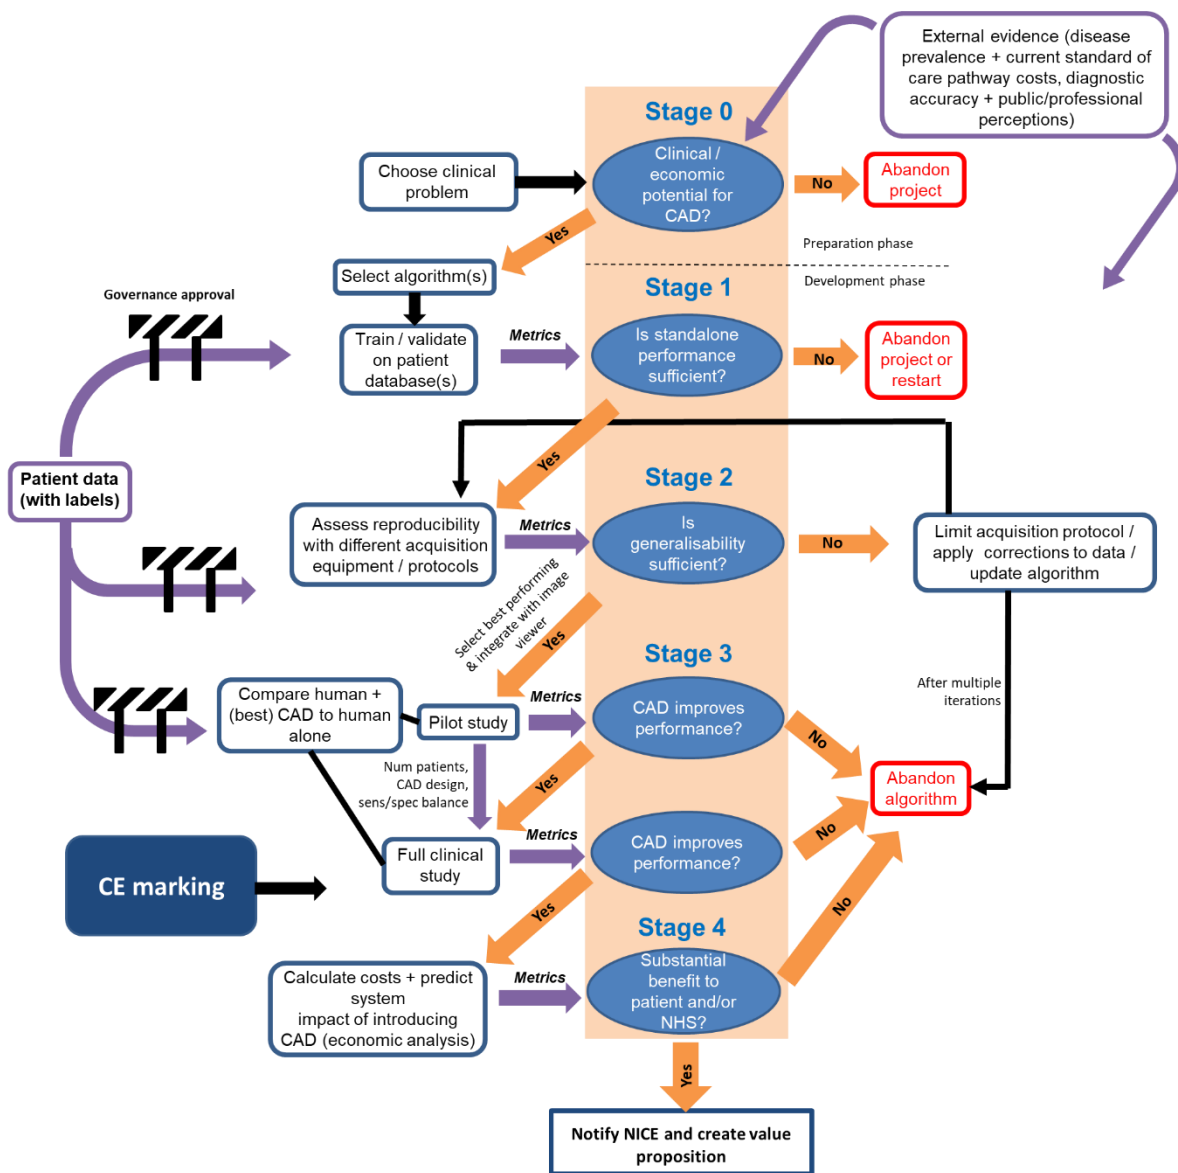 External evidence (disease
prevalence + current standard of
care pathway costs, diagnostic
accuracy + public/professional
perceptions)
Stage 0
Choose clinical
problem
Clinical /
economic
potential for
CAD?
No
Abandon
project
Yes
Preparation phase
Development phase
Select algorithm(s)
Stage 1
Governance approval
Train / validate
on patient
database(s)
Metrics
Is standalone
performance
sufficient?
No
Abandon
project or
restart
Yes
Patient data
(with labels)
Stage 2
Assess reproducibility
with different acquisition
equipment / protocols
Metrics
Is
generalisability
sufficient?
No
Limit acquisition protocol /
apply corrections to data /
update algorithm
Select best performing
& integrate with image
viewer
Yes
Stage 3
After multiple
iterations
Compare human +
(best) CAD to human
alone
Pilot study
Metrics
CAD improves
performance?
No
Num patients,
CAD design,
sens/spec balance
Yes
Abandon
algorithm
Full clinical
study
Metrics
CAD improves
performance?
No
CE marking
Yes
Stage 4
No
Calculate costs + predict
system
impact of introducing
CAD (economic analysis)
Metrics
Substantial
benefit to
patient and/or
NHS?
Yes
Notify NICE and create value
proposition